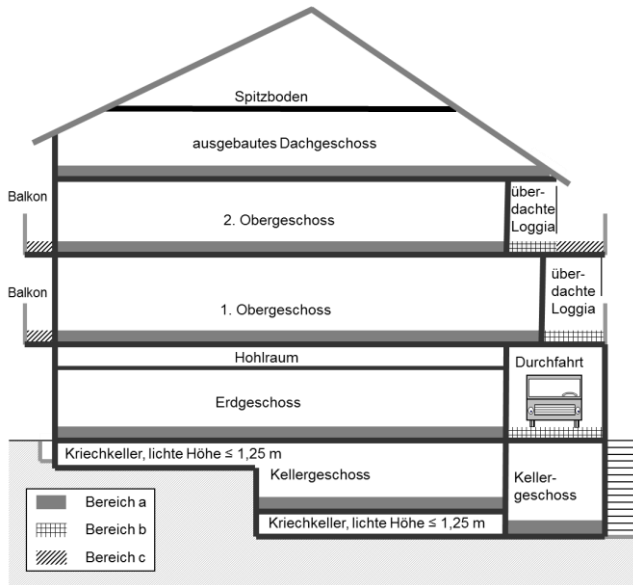 Spitzboden
ausgebautes Dachgeschoss
Balkon
2. Obergeschoss
über-
dachte
Loggia
Balkon
1. Obergeschoss
über-
dachte
Loggia
Hohlraum
Durchfahrt
Erdgeschoss
Kriechkeller, lichte Höhe ≤ 1,25 m
Kellergeschoss
Keller-
geschoss
Kriechkeller, lichte Höhe ≤ 1,25 m
Bereich a
Bereich b
Bereich c